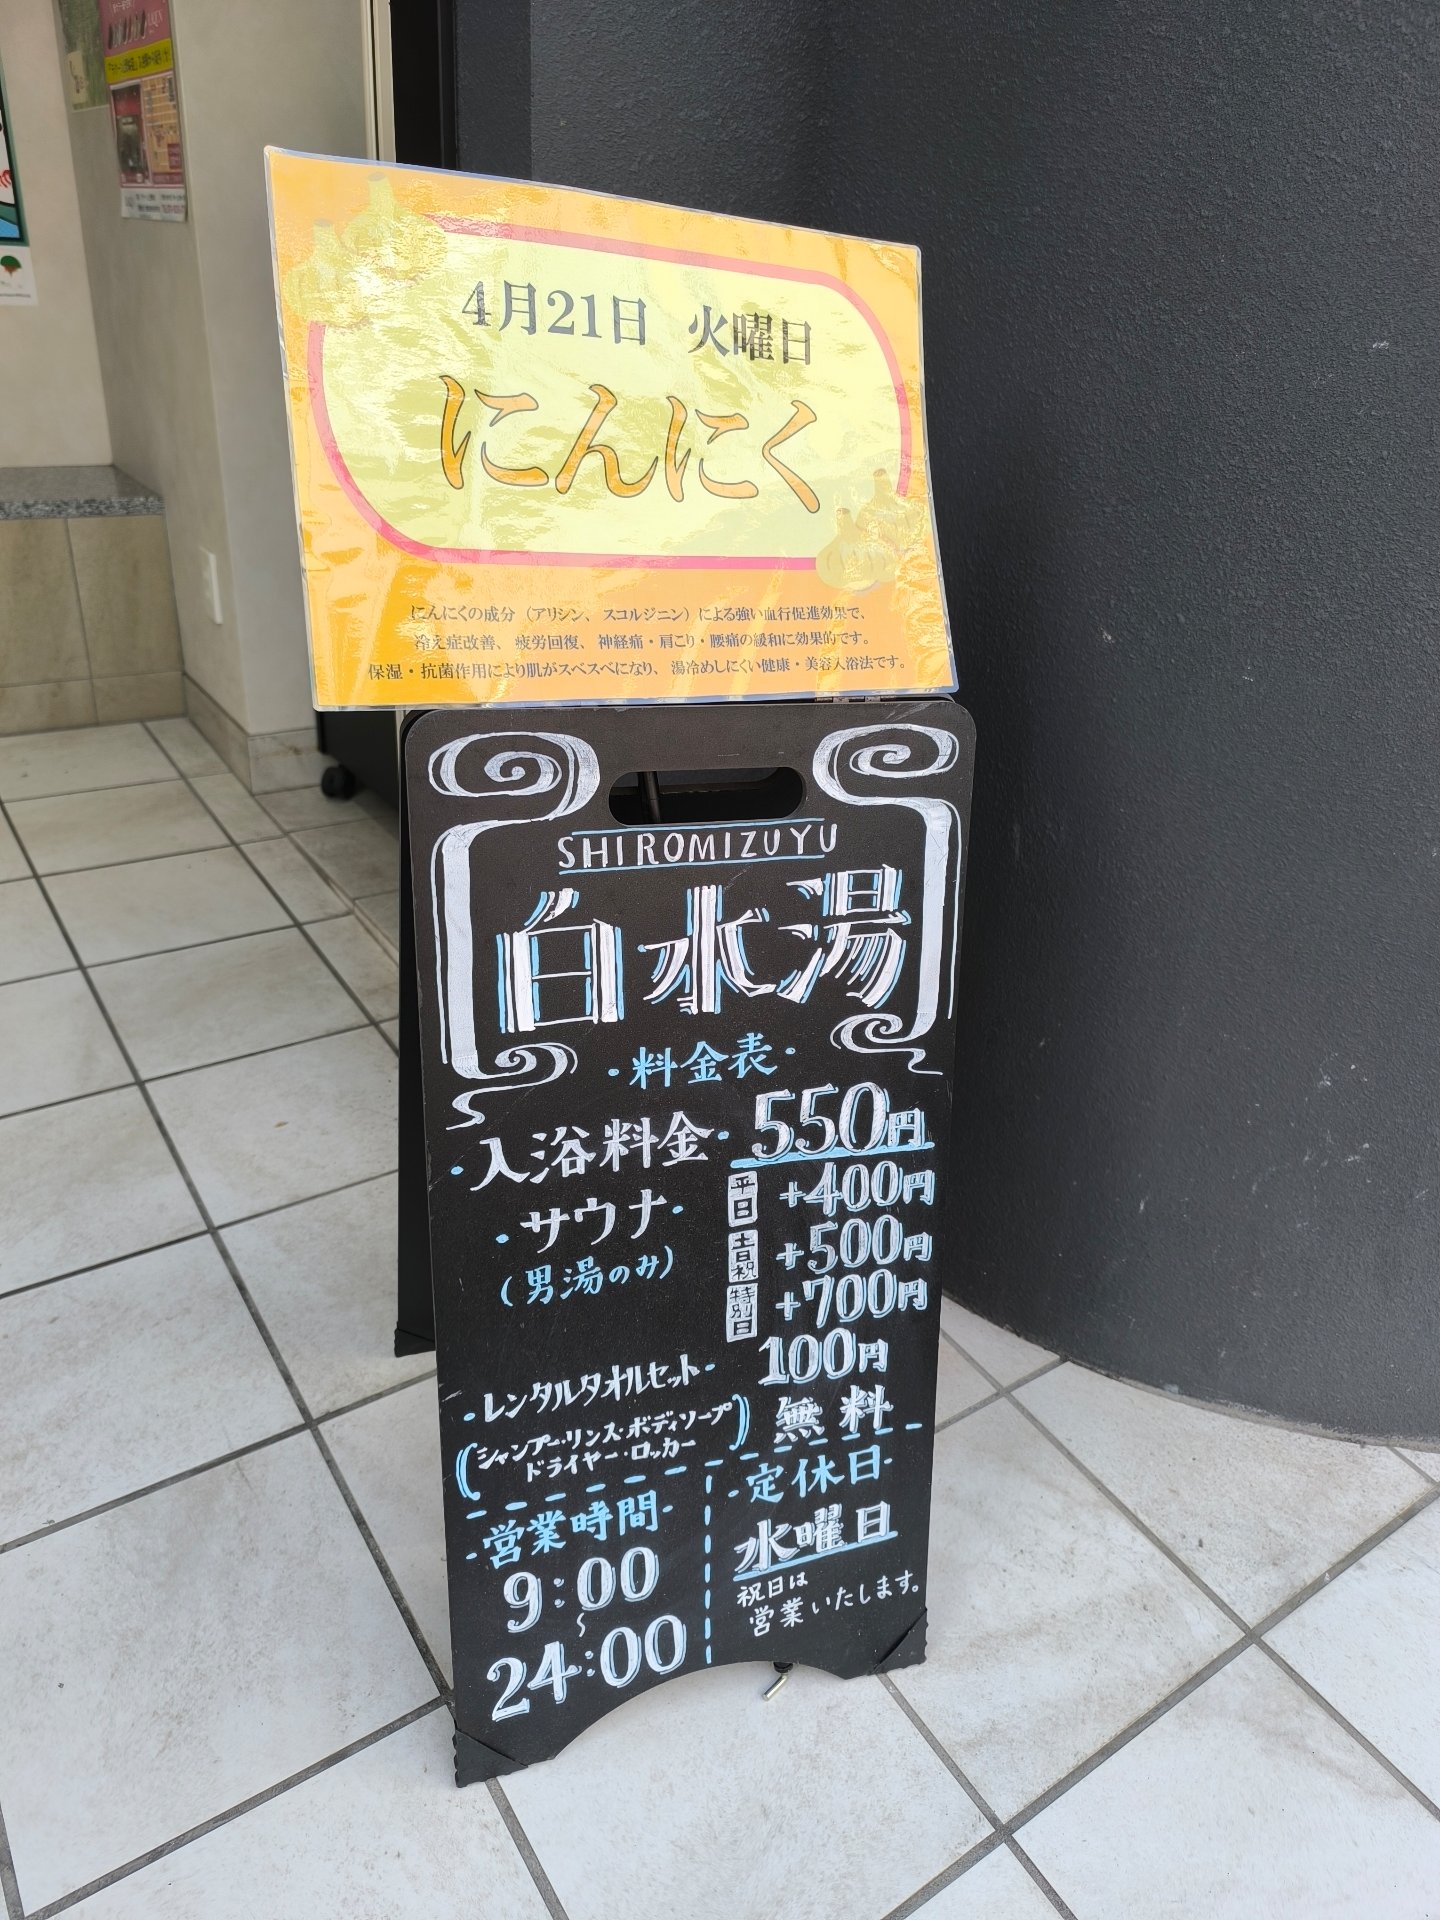 4月21日 火曜日
にんにく
にんにくの成分（アリシン、スコルジニン）による強い血行促進効果で、
冷え症改善、疲労回復、神経痛・肩こり・腰痛の緩和に効果的です。
保湿・抗菌作用により肌がスベスベになり、湯冷めしにくい健康・美容入浴法です。
SHIROMIZUYU
白水湯
・料金表・
・入浴料金・ 550円
・サウナ・ 平日 +400円
(男湯のみ) 土日祝 +500円
特別日 +700円
・レンタルタオルセット・ 100円
(シャンプー・リンス・ボディソープ
ドライヤー・ロッカー) 無料
・営業時間・
9:00
〜
24:00
・定休日・
水曜日
祝日は
営業いたします。